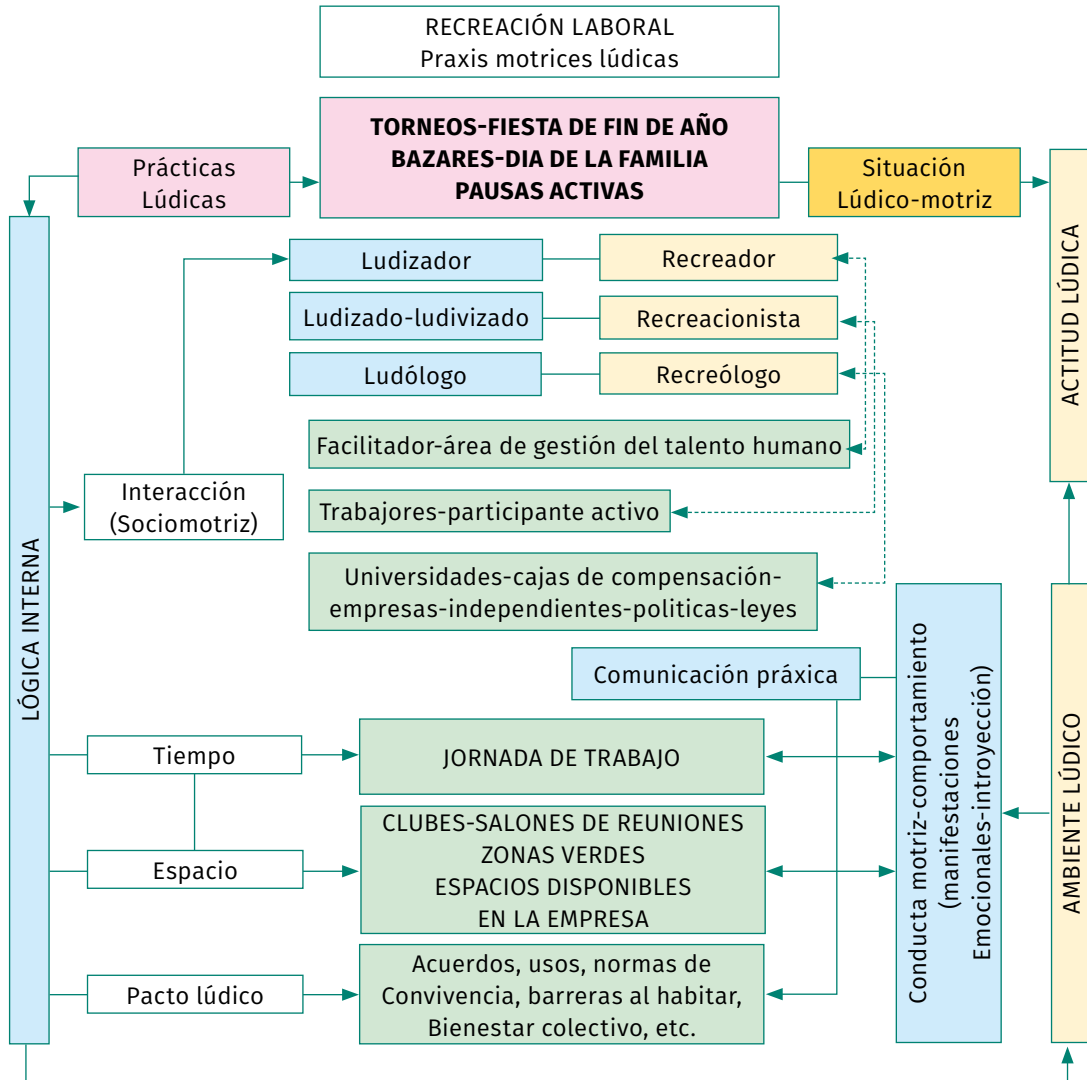 RECREACIÓN LABORAL
Praxis motrices lúdicas
TORNEOS-FIESTA DE FIN DE AÑO
BAZARES-DIA DE LA FAMILIA
PAUSAS ACTIVAS
Prácticas
Lúdicas
Situación
Lúdico-motriz
ACTITUD LÚDICA
Ludizador
Recreador
Ludizado-ludivizado
Recreacionista
Ludólogo
Recreólogo
Facilitador-área de gestión del talento humano
Interacción
(Sociomotriz)
Trabajores-participante activo
Universidades-cajas de compensación-
empresas-independientes-politicas-leyes
LÓGICA INTERNA
Comunicación práxica
Conducta motriz-comportamiento
(manifestaciones
Emocionales-introyección)
AMBIENTE LÚDICO
Tiempo
JORNADA DE TRABAJO
Espacio
CLUBES-SALONES DE REUNIONES
ZONAS VERDES
ESPACIOS DISPONIBLES
EN LA EMPRESA
Pacto lúdico
Acuerdos, usos, normas de
Convivencia, barreras al habitar,
Bienestar colectivo, etc.